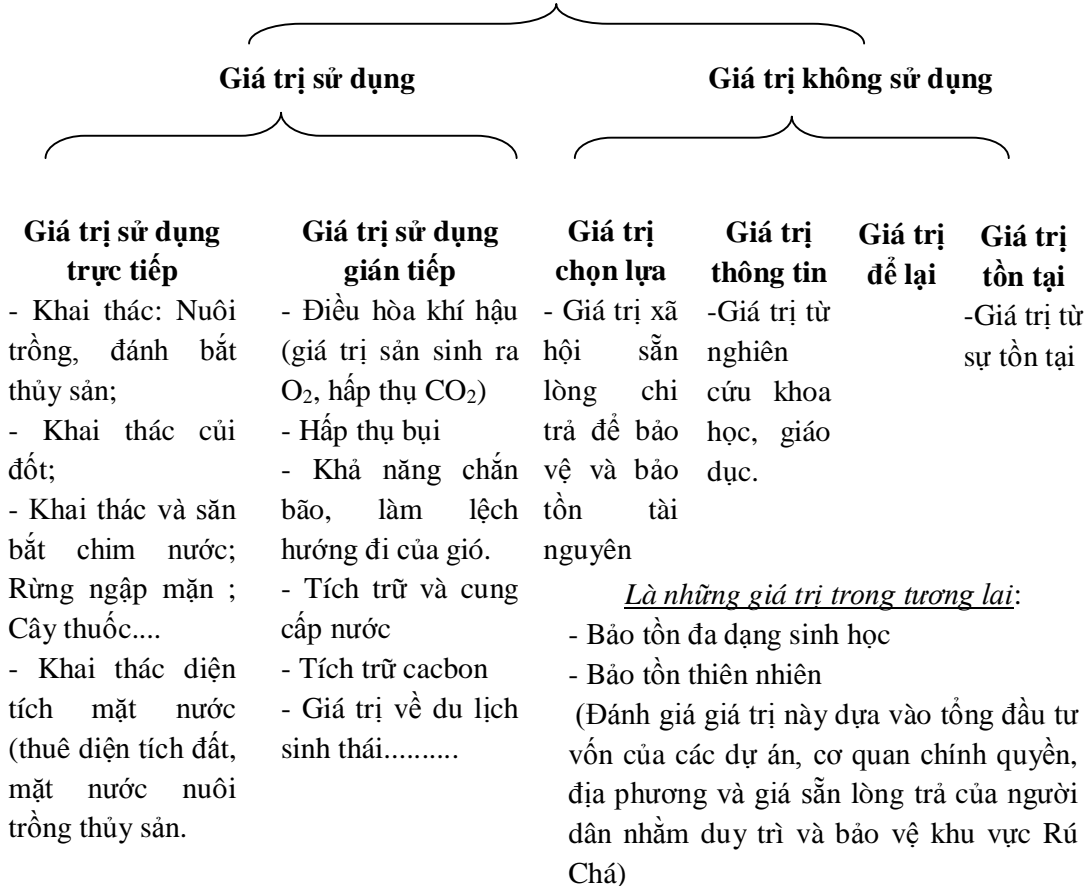 Giá trị sử dụng
Giá trị không sử dụng
Giá trị sử dụng
trực tiếp
- Khai thác: Nuôi
trồng, đánh bắt
thủy sản;
- Khai thác củi
đốt;
- Khai thác và săn
bắt chim nước;
Rừng ngập mặn ;
Cây thuốc....
- Khai thác diện
tích mặt nước
(thuê diện tích đất,
mặt nước nuôi
trồng thủy sản.
Giá trị sử dụng
gián tiếp
- Điều hòa khí hậu
(giá trị sản sinh ra
O₂, hấp thụ CO₂)
- Hấp thụ bụi
- Khả năng chắn
bão, làm lệch
hướng đi của gió.
- Tích trữ và cung
cấp nước
- Tích trữ cacbon
- Giá trị về du lịch
sinh thái..........
Giá trị
chọn lựa
- Giá trị xã
hội sẵn
lòng chi
trả để bảo
vệ và bảo
tồn tài
nguyên
Giá trị
thông tin
-Giá trị từ
nghiên
cứu khoa
học, giáo
dục.
Giá trị
để lại
Giá trị
tồn tại
-Giá trị từ
sự tồn tại
Là những giá trị trong tương lai:
- Bảo tồn đa dạng sinh học
- Bảo tồn thiên nhiên
(Đánh giá giá trị này dựa vào tổng đầu tư
vốn của các dự án, cơ quan chính quyền,
địa phương và giá sẵn lòng trả của người
dân nhằm duy trì và bảo vệ khu vực Rú
Chá)